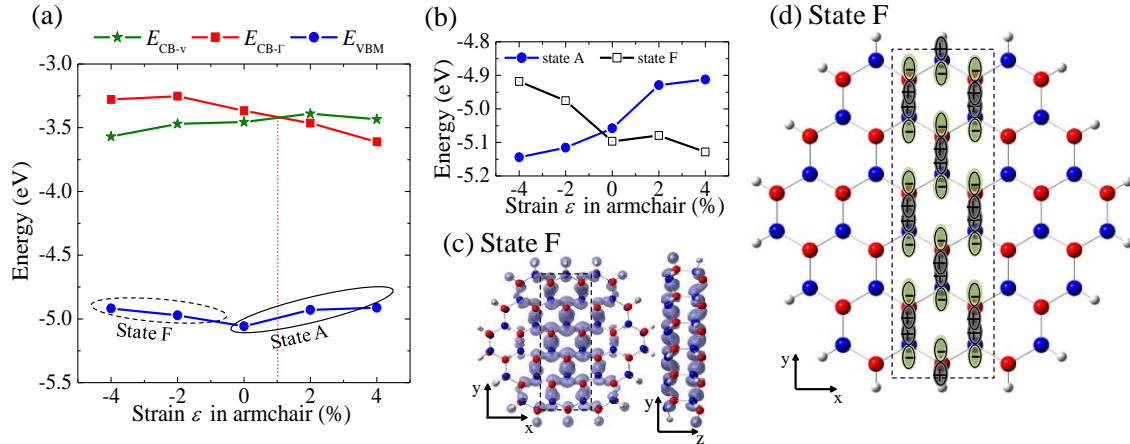 (a)
E_CB-v E_CB-Γ E_VBM
-3.0
-3.5
-4.0
-4.5
-5.0
-5.5
Energy (eV)
State F
State A
-4 -2 0 2 4
Strain ε in armchair (%)
(b)
-4.8
-4.9
-5.0
-5.1
-5.2
Energy (eV)
state A state F
-4 -2 0 2 4
Strain ε in armchair (%)
(c) State F
y
x
y
z
(d) State F
y
x